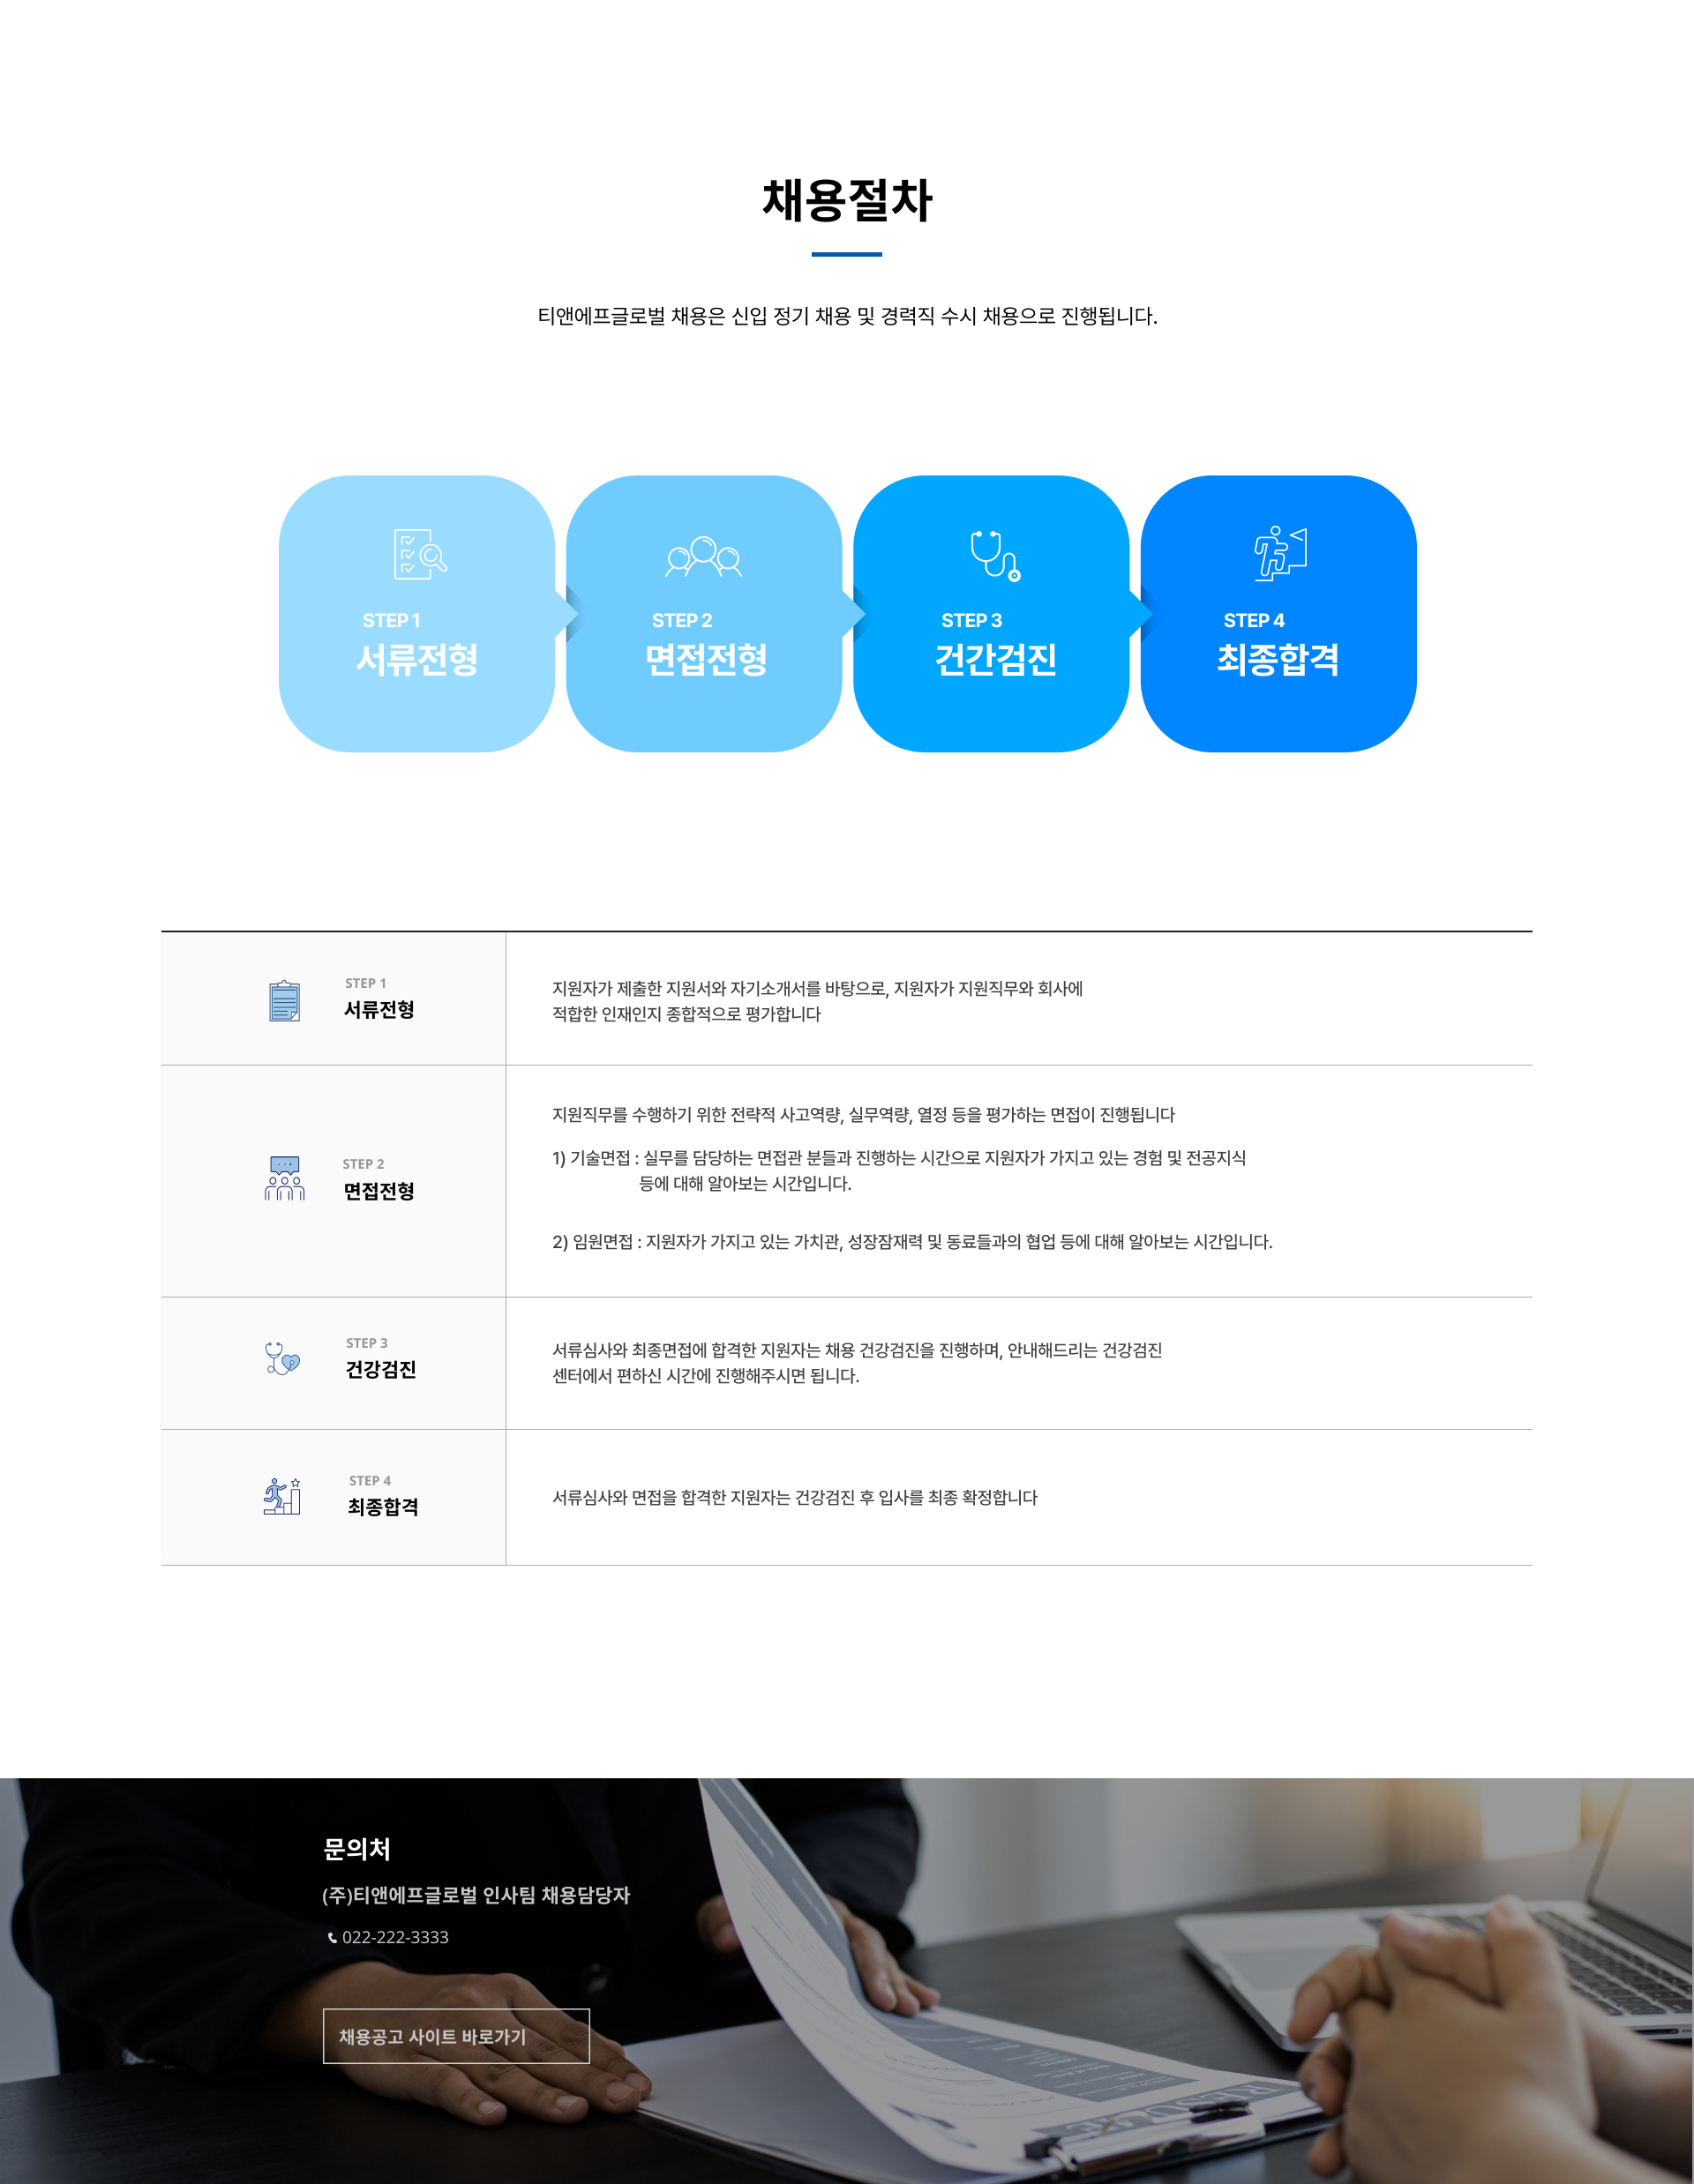 채용절차
티앤에프글로벌 채용은 신입 정기 채용 및 경력직 수시 채용으로 진행됩니다.
STEP 1
서류전형
STEP 2
면접전형
STEP 3
건간검진
STEP 4
최종합격
STEP 1
서류전형
지원자가 제출한 지원서와 자기소개서를 바탕으로, 지원자가 지원직무와 회사에
적합한 인재인지 종합적으로 평가합니다
STEP 2
면접전형
지원직무를 수행하기 위한 전략적 사고역량, 실무역량, 열정 등을 평가하는 면접이 진행됩니다
1) 기술면접 : 실무를 담당하는 면접관 분들과 진행하는 시간으로 지원자가 가지고 있는 경험 및 전공지식
등에 대해 알아보는 시간입니다.
2) 임원면접 : 지원자가 가지고 있는 가치관, 성장잠재력 및 동료들과의 협업 등에 대해 알아보는 시간입니다.
STEP 3
건강검진
서류심사와 최종면접에 합격한 지원자는 채용 건강검진을 진행하며, 안내해드리는 건강검진
센터에서 편하신 시간에 진행해주시면 됩니다.
STEP 4
최종합격
서류심사와 면접을 합격한 지원자는 건강검진 후 입사를 최종 확정합니다
문의처
(주)티앤에프글로벌 인사팀 채용담당자
022-222-3333
채용공고 사이트 바로가기
RESUME